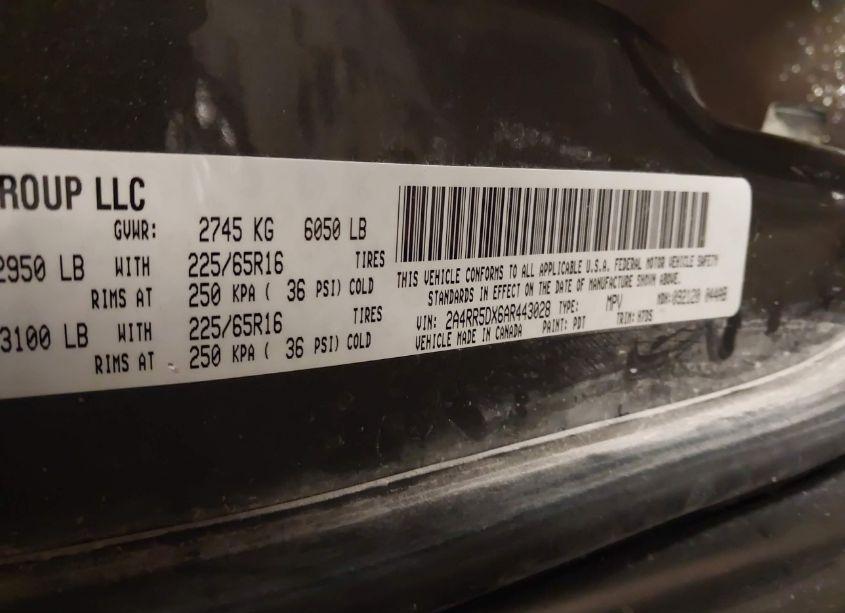 ROUP LLC
GVWR: 2745 KG 6050 LB
2950 LB WITH 225/65R16 TIRES
RIMS AT 250 KPA ( 36 PSI) COLD
3100 LB WITH 225/65R16 TIRES
RIMS AT 250 KPA ( 36 PSI) COLD
THIS VEHICLE CONFORMS TO ALL APPLICABLE U.S.A. FEDERAL MOTOR VEHICLE SAFETY
STANDARDS IN EFFECT ON THE DATE OF MANUFACTURE SHOWN ABOVE.
VIN: 2A4RR5DX6AR443028 TYPE: MPV MDH: 092120
VEHICLE MADE IN CANADA PAINT: PDT TRIM: H7DS